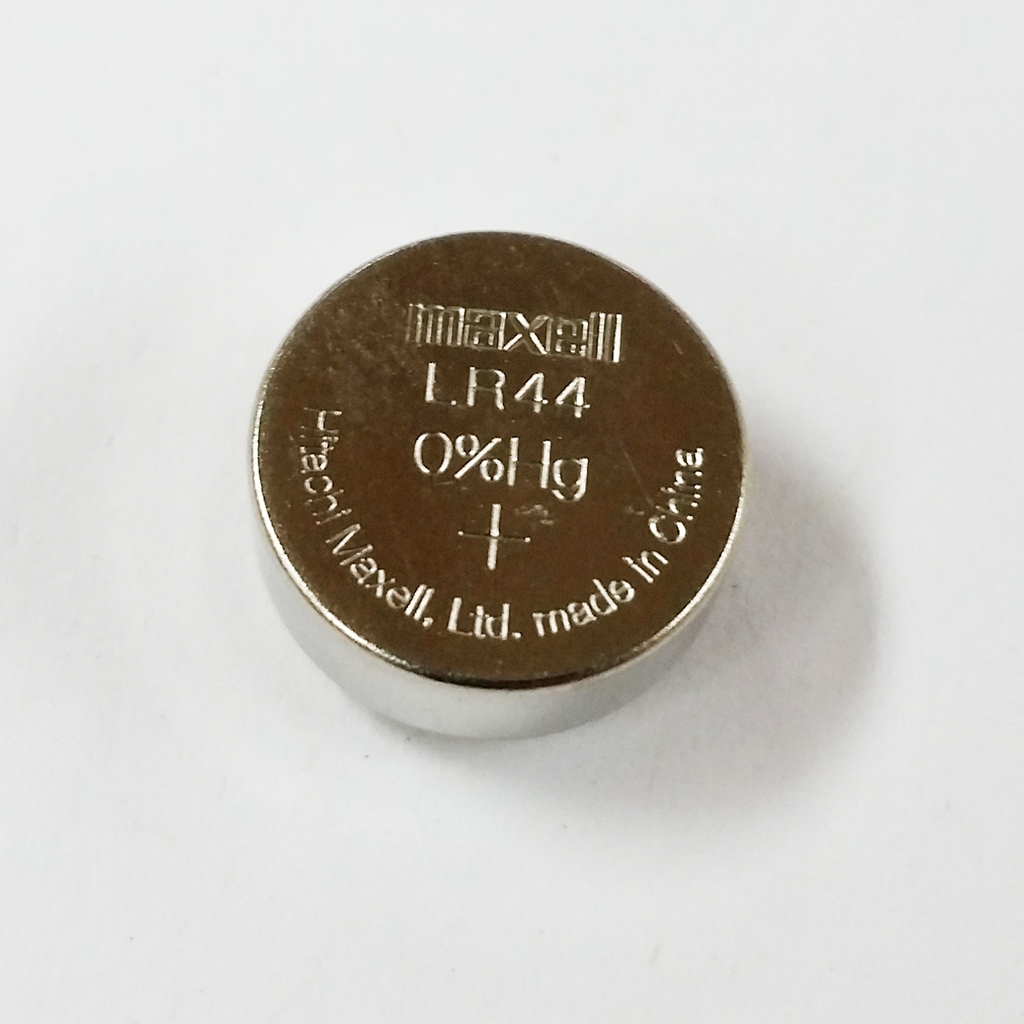 maxell
LR44
0%Hg
+
Hitachi Maxell, Ltd. made in China